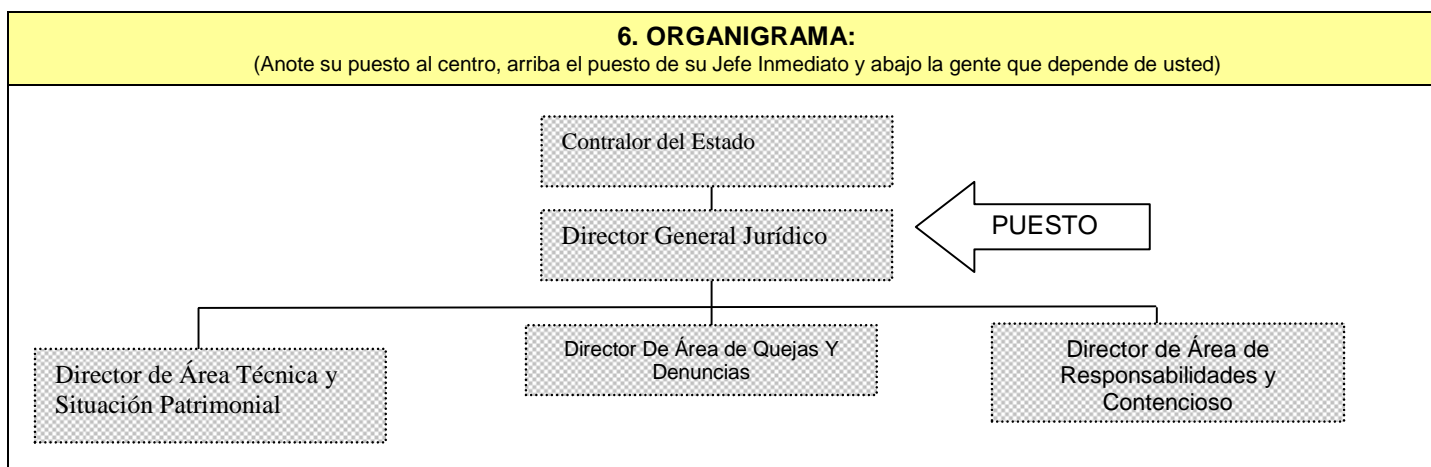 6. ORGANIGRAMA:
(Anote su puesto al centro, arriba el puesto de su Jefe Inmediato y abajo la gente que depende de usted)
Contralor del Estado
Director General Jurídico
PUESTO
Director de Área Técnica y
Situación Patrimonial
Director De Área de Quejas Y
Denuncias
Director de Área de
Responsabilidades y
Contencioso